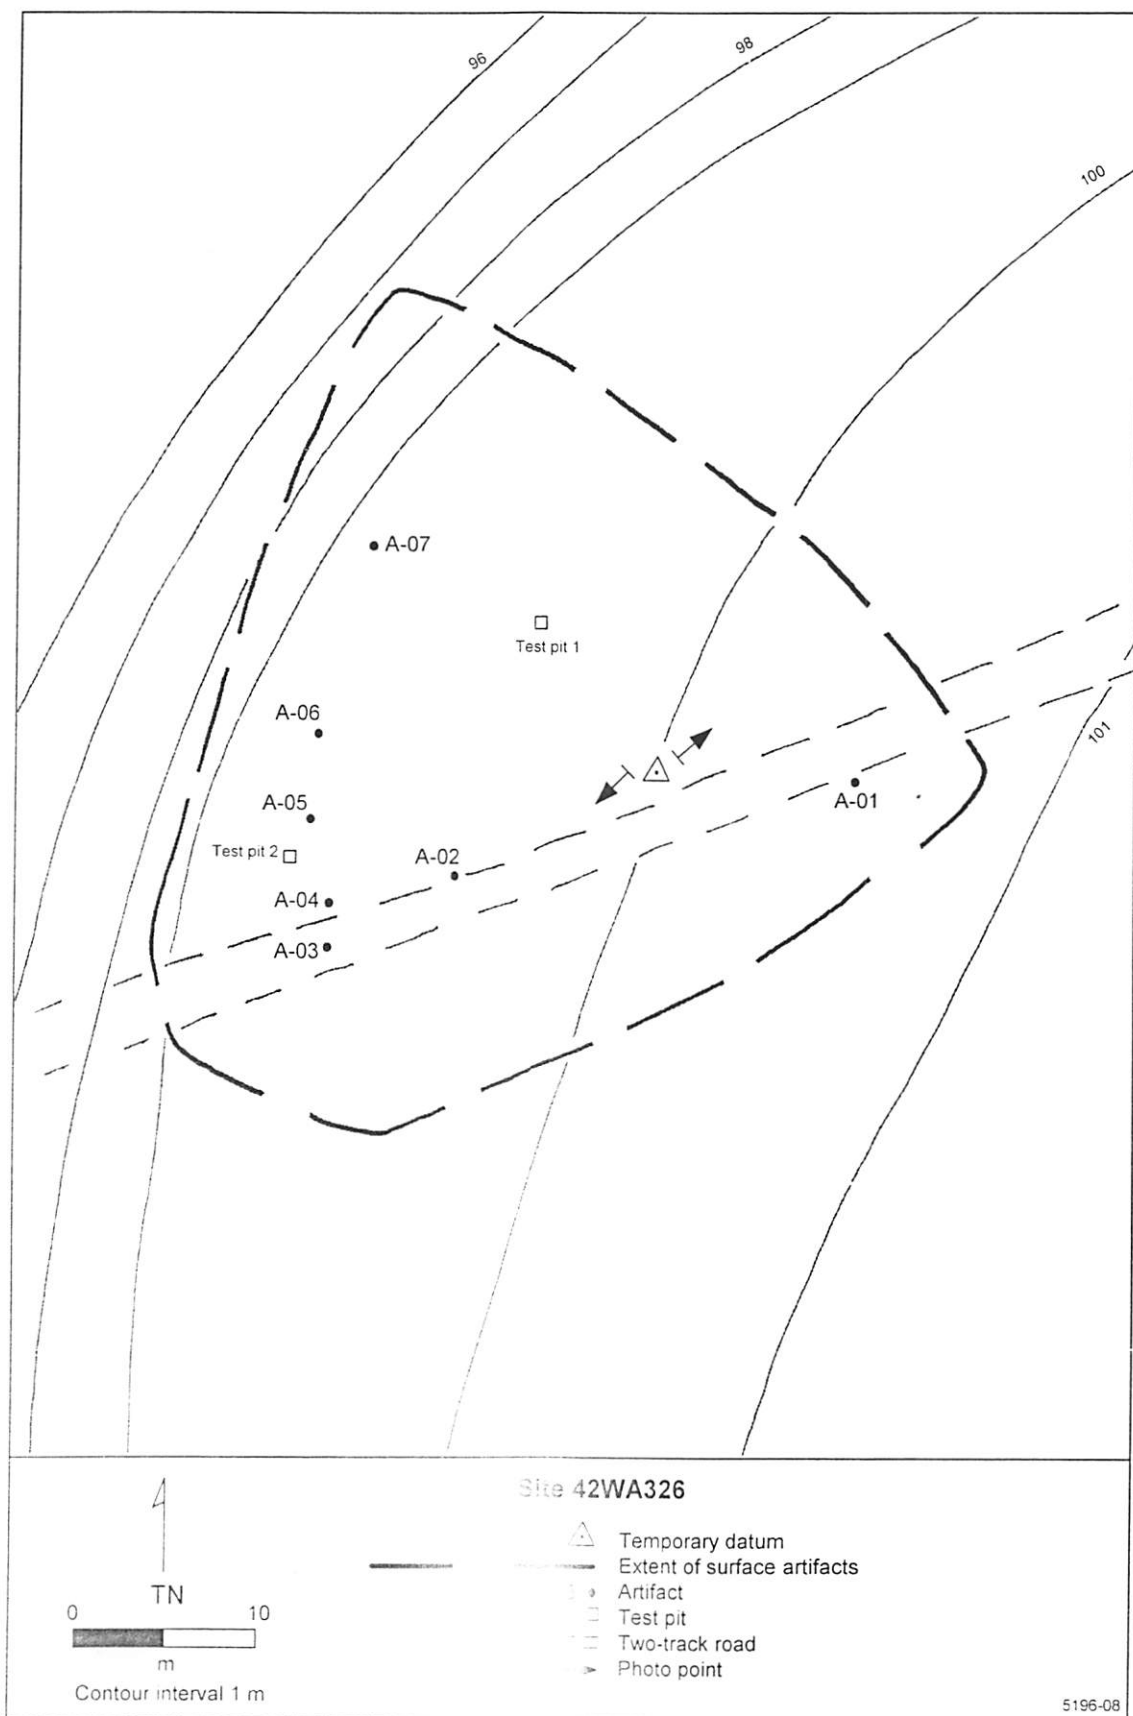 96
98
100
A-07
Test pit 1
A-06
101
A-05
A-01
Test pit 2
A-02
A-04
A-03
Site 42WA326
Temporary datum
Extent of surface artifacts
Artifact
Test pit
Two-track road
Photo point
TN
0 10
m
Contour interval 1 m
5196-08